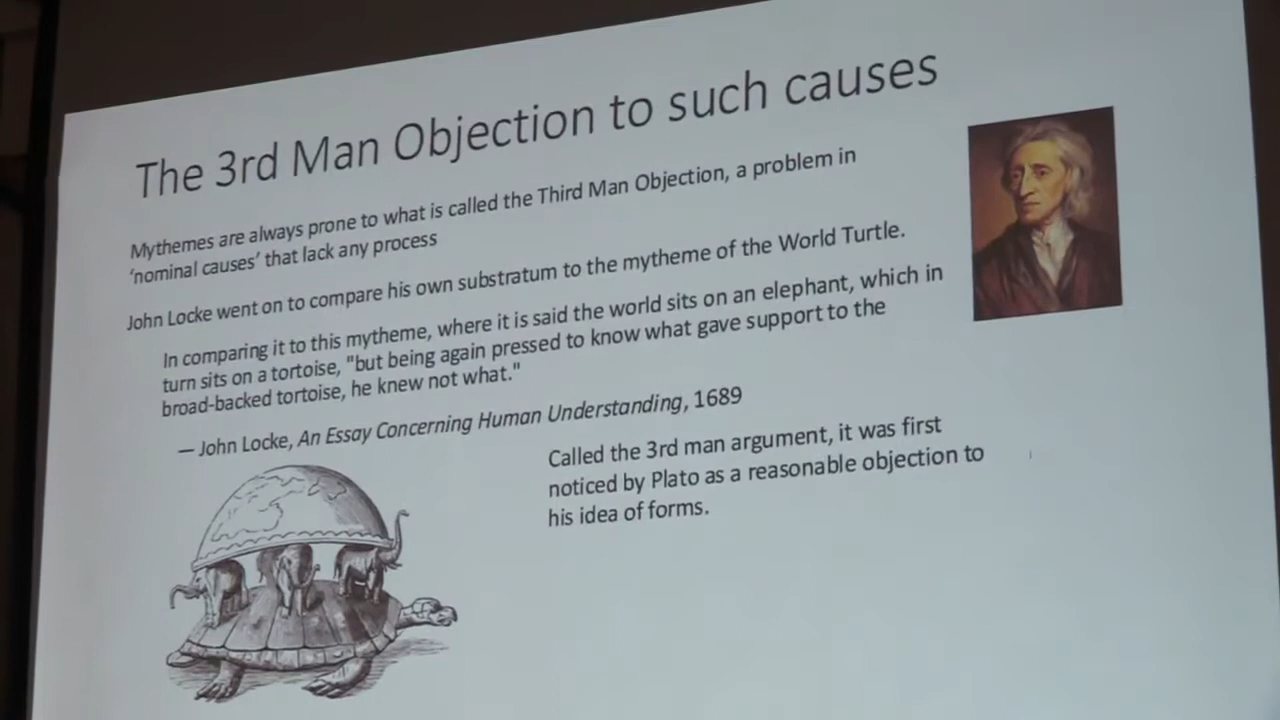 The 3rd Man Objection to such causes
Mythemes are always prone to what is called the Third Man Objection, a problem in
‘nominal causes’ that lack any process
John Locke went on to compare his own substratum to the mytheme of the World Turtle.
In comparing it to this mytheme, where it is said the world sits on an elephant, which in
turn sits on a tortoise, "but being again pressed to know what gave support to the
broad-backed tortoise, he knew not what."
— John Locke, An Essay Concerning Human Understanding, 1689
Called the 3rd man argument, it was first
noticed by Plato as a reasonable objection to
his idea of forms.